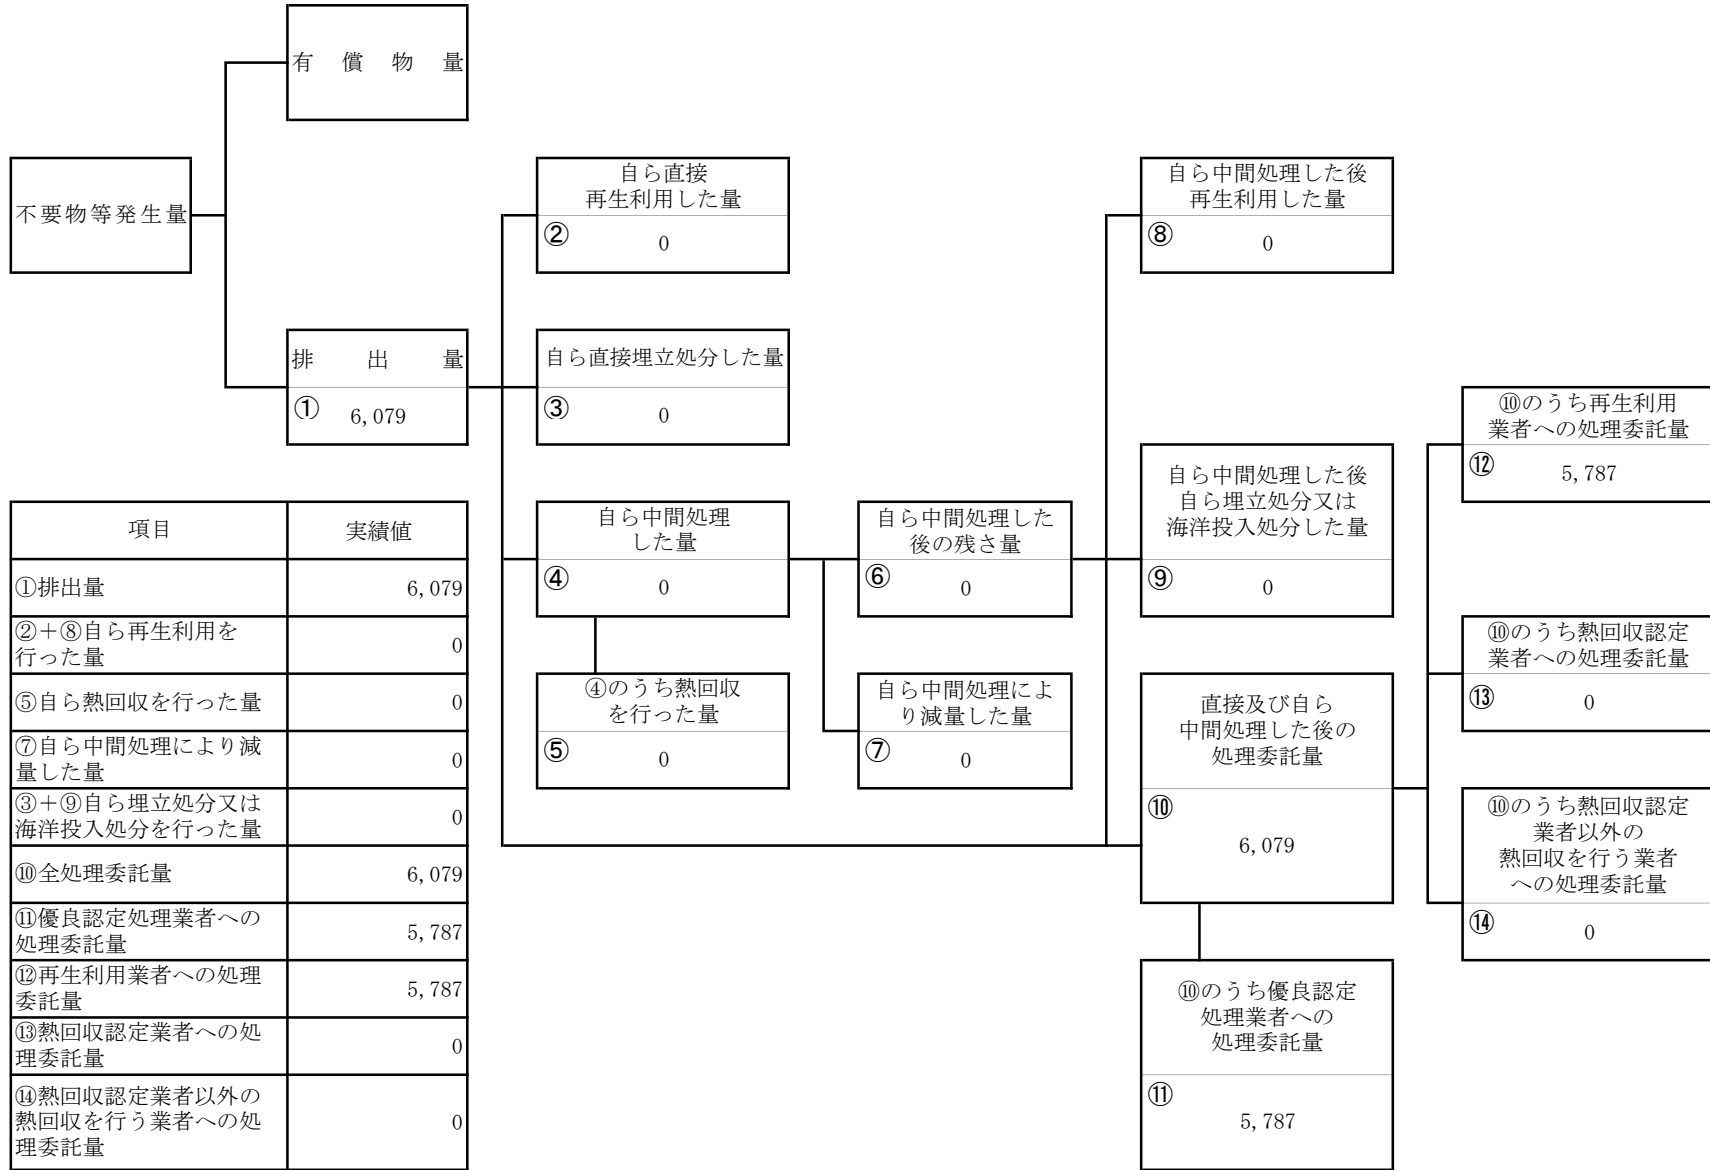 有償物量
不要物等発生量
排出量
① 6,079
自ら直接
再生利用した量
② 0
自ら直接埋立処分した量
③ 0
自ら中間処理
した量
④ 0
④のうち熱回収
を行った量
⑤ 0
自ら中間処理した
後の残さ量
⑥ 0
自ら中間処理によ
り減量した量
⑦ 0
自ら中間処理した後
再生利用した量
⑧ 0
自ら中間処理した後
自ら埋立処分又は
海洋投入処分した量
⑨ 0
直接及び自ら
中間処理した後の
処理委託量
⑩
6,079
⑩のうち優良認定
処理業者への
処理委託量
⑪
5,787
⑩のうち再生利用
業者への処理委託量
⑫ 5,787
⑩のうち熱回収認定
業者への処理委託量
⑬ 0
⑩のうち熱回収認定
業者以外の
熱回収を行う業者
への処理委託量
⑭ 0
項目 実績値
①排出量 6,079
②+⑧自ら再生利用を
行った量 0
⑤自ら熱回収を行った量 0
⑦自ら中間処理により減
量した量 0
③+⑨自ら埋立処分又は
海洋投入処分を行った量 0
⑩全処理委託量 6,079
⑪優良認定処理業者への
処理委託量 5,787
⑫再生利用業者への処理
委託量 5,787
⑬熱回収認定業者への処
理委託量 0
⑭熱回収認定業者以外の
熱回収を行う業者への処
理委託量 0